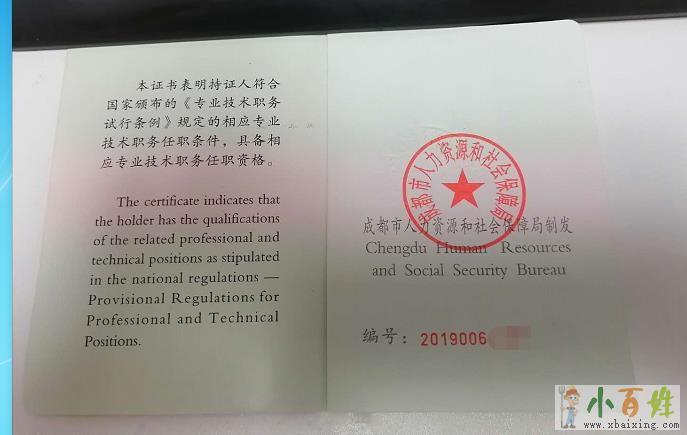 本证书表明持证人符合
国家颁布的《专业技术职务
试行条例》规定的相应专业
技术职务任职条件，具备相
应专业技术职务任职资格。
The certificate indicates that
the holder has the qualifications
of the related professional and
technical positions as stipulated
in the national regulations —
Provisional Regulations for
Professional and Technical
Positions.
成都市人力资源和社会保障局
成都市人力资源和社会保障局制发
Chengdu Human Resources
and Social Security Bureau
编号：2019006
小百姓
www.xbaixing.com